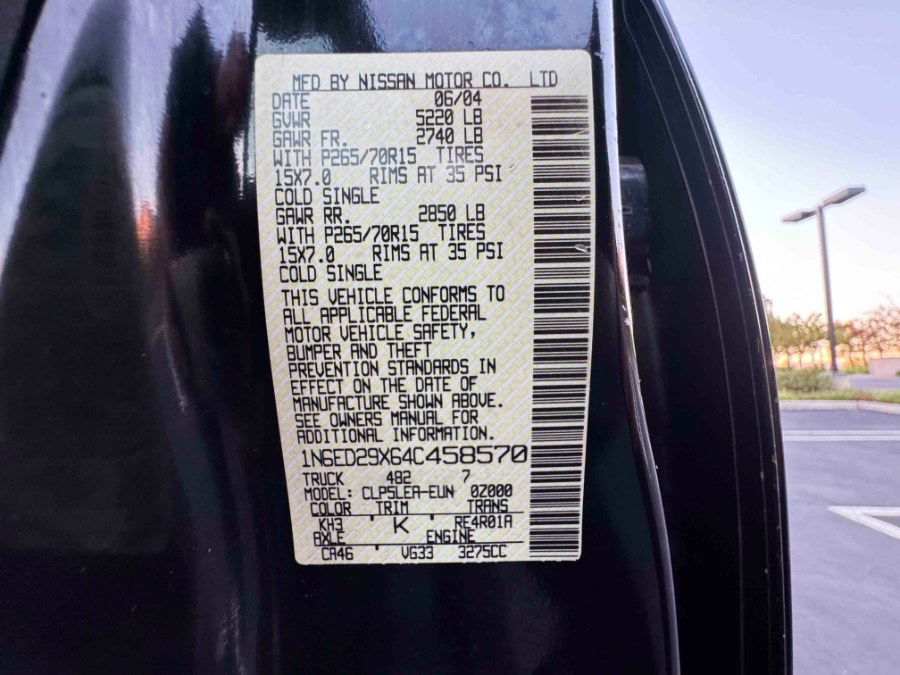 MFD BY NISSAN MOTOR CO. LTD
DATE 06/04
GVWR 5220 LB
GAWR FR. 2740 LB
WITH P265/70R15 TIRES
15X7.0 RIMS AT 35 PSI
COLD SINGLE
GAWR RR. 2850 LB
WITH P265/70R15 TIRES
15X7.0 RIMS AT 35 PSI
COLD SINGLE
THIS VEHICLE CONFORMS TO
ALL APPLICABLE FEDERAL
MOTOR VEHICLE SAFETY,
BUMPER AND THEFT
PREVENTION STANDARDS IN
EFFECT ON THE DATE OF
MANUFACTURE SHOWN ABOVE.
SEE OWNERS MANUAL FOR
ADDITIONAL INFORMATION.
1N6ED29X64C458570
TRUCK 482 7
MODEL: CLPSLEA-EUN 0Z000
COLOR TRIM TRANS
KH3 K RE4R01A
AXLE ENGINE
CA46 VG33 3275CC